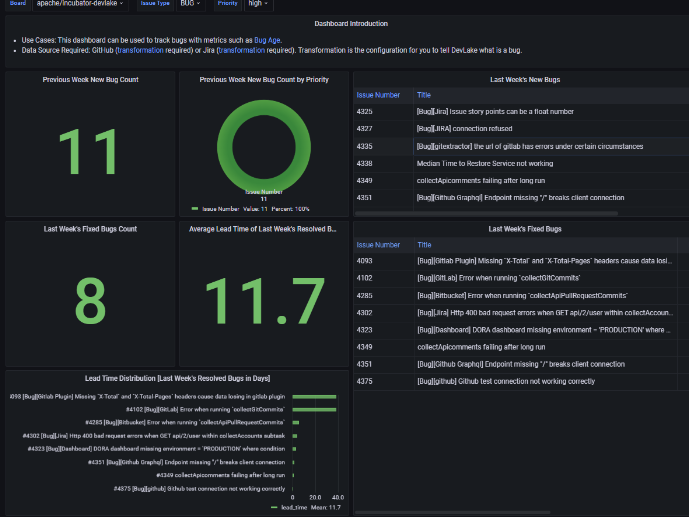 Board apache/incubator-devlake Issue Type BUG Priority high
Dashboard Introduction
• Use Cases: This dashboard can be used to track bugs with metrics such as Bug Age.
• Data Source Required: GitHub (transformation required) or Jira (transformation required). Transformation is the configuration for you to tell DevLake what is a bug.
Previous Week New Bug Count
11
Previous Week New Bug Count by Priority
Issue Number
11
Issue Number Value: 11 Percent: 100%
Last Week's New Bugs
Issue Number Title
4325 [Bug][Jira] Issue story points can be a float number
4327 [Bug][JIRA] connection refused
4335 [Bug][gitextractor] the url of gitlab has errors under certain circumstances
4338 Median Time to Restore Service not working
4349 collectApicomments failing after long run
4351 [Bug][Github Graphql] Endpoint missing "/" breaks client connection
Last Week's Fixed Bugs Count
8
Average Lead Time of Last Week's Resolved B...
11.7
Last Week's Fixed Bugs
Issue Number Title
4093 [Bug][Gitlab Plugin] Missing `X-Total` and `X-Total-Pages` headers cause data losi...
4102 [Bug][GitLab] Error when running `collectGitCommits`
4285 [Bug][Bitbucket] Error when running `collectApiPullRequestCommits`
4302 [Bug][Jira] Http 400 bad request errors when GET api/2/user within collectAccoun...
4323 [Bug][Dashboard] DORA dashboard missing environment = 'PRODUCTION' where ...
4349 collectApicomments failing after long run
4351 [Bug][Github Graphql] Endpoint missing "/" breaks client connection
4375 [Bug][github] Github test connection not working correctly
Lead Time Distribution [Last Week's Resolved Bugs in Days]
093 [Bug][Gitlab Plugin] Missing `X-Total` and `X-Total-Pages` headers cause data losing in gitlab plugin
#4102 [Bug][GitLab] Error when running `collectGitCommits`
#4285 [Bug][Bitbucket] Error when running `collectApiPullRequestCommits`
#4302 [Bug][Jira] Http 400 bad request errors when GET api/2/user within collectAccounts subtask
#4323 [Bug][Dashboard] DORA dashboard missing environment = 'PRODUCTION' where condition
#4351 [Bug][Github Graphql] Endpoint missing "/" breaks client connection
#4349 collectApicomments failing after long run
#4375 [Bug][github] Github test connection not working correctly
0 20.0 40.0
lead_time Mean: 11.7